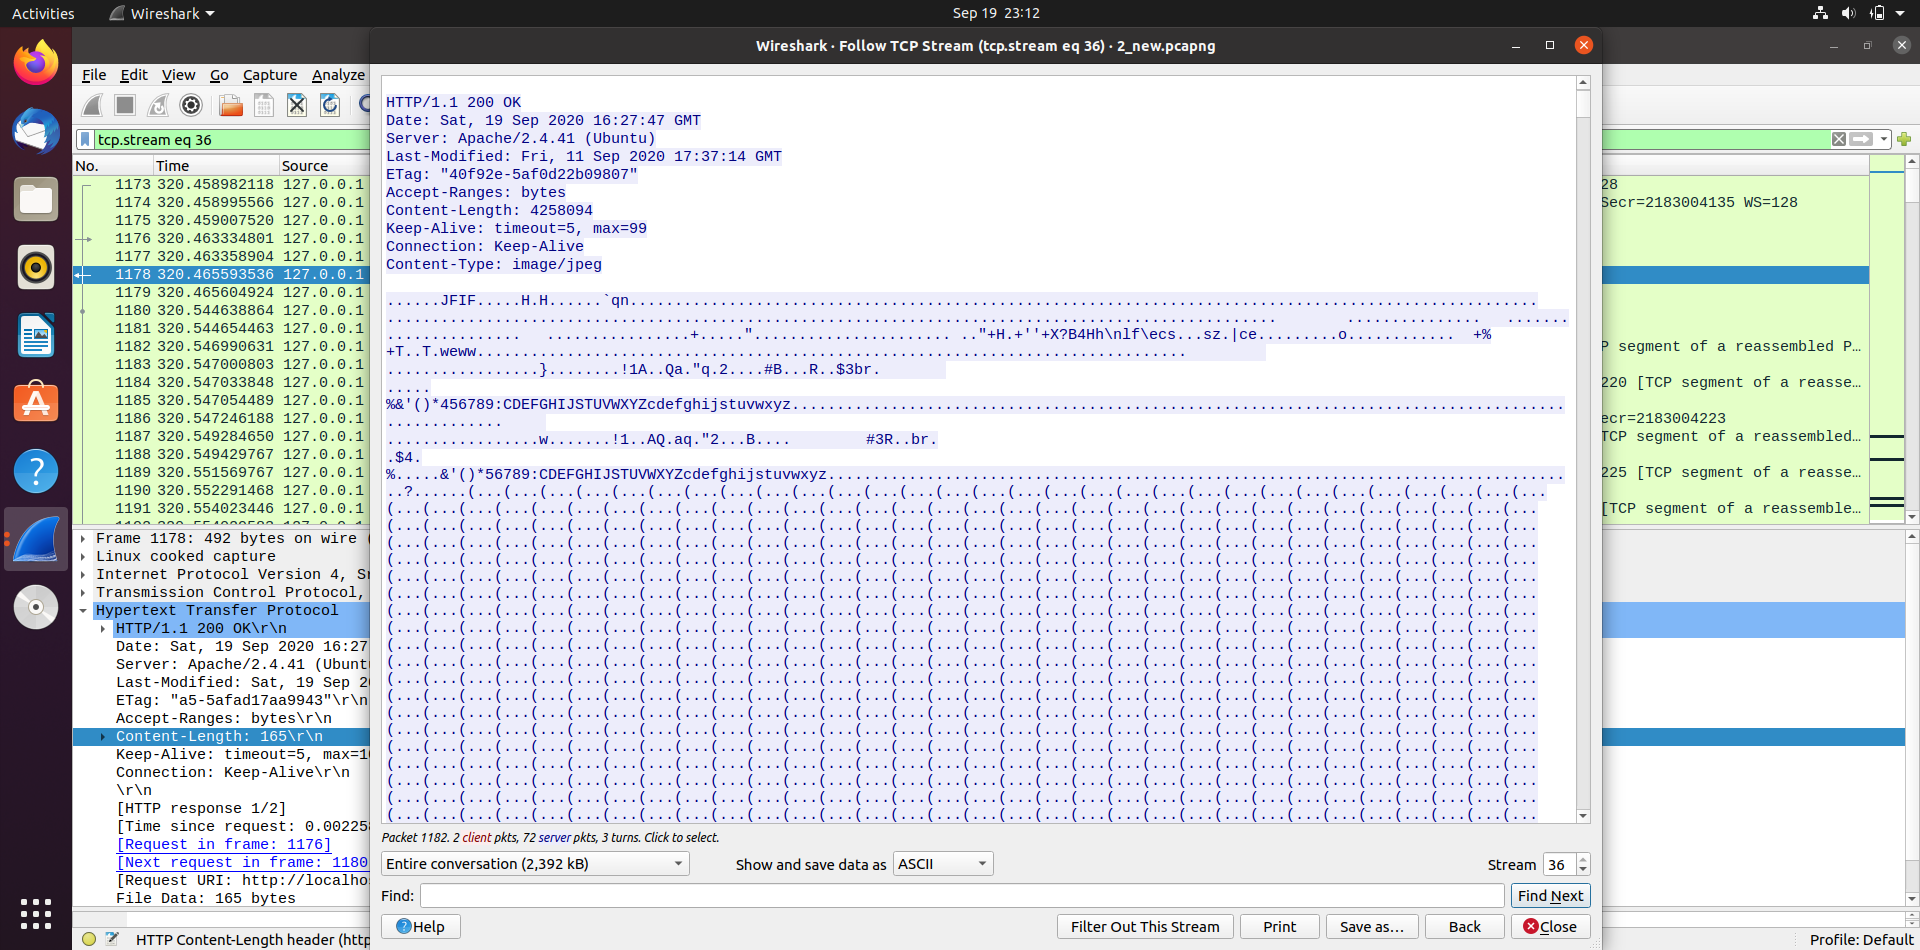 Activities
Wireshark
Sep 19 23:12
Wireshark · Follow TCP Stream (tcp.stream eq 36) · 2_new.pcapng
File Edit View Go Capture Analyze
tcp.stream eq 36
No. Time Source
1173 320.458982118 127.0.0.1
1174 320.458995566 127.0.0.1
1175 320.459007520 127.0.0.1
1176 320.463334801 127.0.0.1
1177 320.463358904 127.0.0.1
1178 320.465593536 127.0.0.1
1179 320.465604924 127.0.0.1
1180 320.544638864 127.0.0.1
1181 320.544654463 127.0.0.1
1182 320.546990631 127.0.0.1
1183 320.547000803 127.0.0.1
1184 320.547033848 127.0.0.1
1185 320.547054489 127.0.0.1
1186 320.547246188 127.0.0.1
1187 320.549284650 127.0.0.1
1188 320.549429767 127.0.0.1
1189 320.551569767 127.0.0.1
1190 320.552291468 127.0.0.1
1191 320.554023446 127.0.0.1
28
Secr=2183004135 WS=128
P segment of a reassembled P…
220 [TCP segment of a reasse…
ecr=2183004223
TCP segment of a reassembled…
225 [TCP segment of a reasse…
[TCP segment of a reassemble…
Frame 1178: 492 bytes on wire (
Linux cooked capture
Internet Protocol Version 4, Sr
Transmission Control Protocol,
Hypertext Transfer Protocol
HTTP/1.1 200 OK\r\n
Date: Sat, 19 Sep 2020 16:27
Server: Apache/2.4.41 (Ubunt
Last-Modified: Sat, 19 Sep 2
ETag: "a5-5afad17aa9943"\r\n
Accept-Ranges: bytes\r\n
Content-Length: 165\r\n
Keep-Alive: timeout=5, max=1
Connection: Keep-Alive\r\n
\r\n
[HTTP response 1/2]
[Time since request: 0.00225
[Request in frame: 1176]
[Next request in frame: 1180
[Request URI: http://localho
File Data: 165 bytes
HTTP Content-Length header (http
Profile: Default
HTTP/1.1 200 OK
Date: Sat, 19 Sep 2020 16:27:47 GMT
Server: Apache/2.4.41 (Ubuntu)
Last-Modified: Fri, 11 Sep 2020 17:37:14 GMT
ETag: "40f92e-5af0d22b09807"
Accept-Ranges: bytes
Content-Length: 4258094
Keep-Alive: timeout=5, max=99
Connection: Keep-Alive
Content-Type: image/jpeg
......JFIF.....H.H......`qn
+....."........................"+H.+''+X?B4Hh\nlf\ecs...sz.|ce.........o............ +%
+T..T.weww
.................}........!1A..Qa."q.2....#B...R..$3br.
.....
%&'()*456789:CDEFGHIJSTUVWXYZcdefghijstuvwxyz
.................w.......!1..AQ.aq."2...B.... #3R..br.
.$4.
%.....&'()*56789:CDEFGHIJSTUVWXYZcdefghijstuvwxyz
Packet 1182. 2 client pkts, 72 server pkts, 3 turns. Click to select.
Entire conversation (2,392 kB)
Show and save data as ASCII
Stream 36
Find:
Find Next
Help
Filter Out This Stream
Print
Save as…
Back
Close